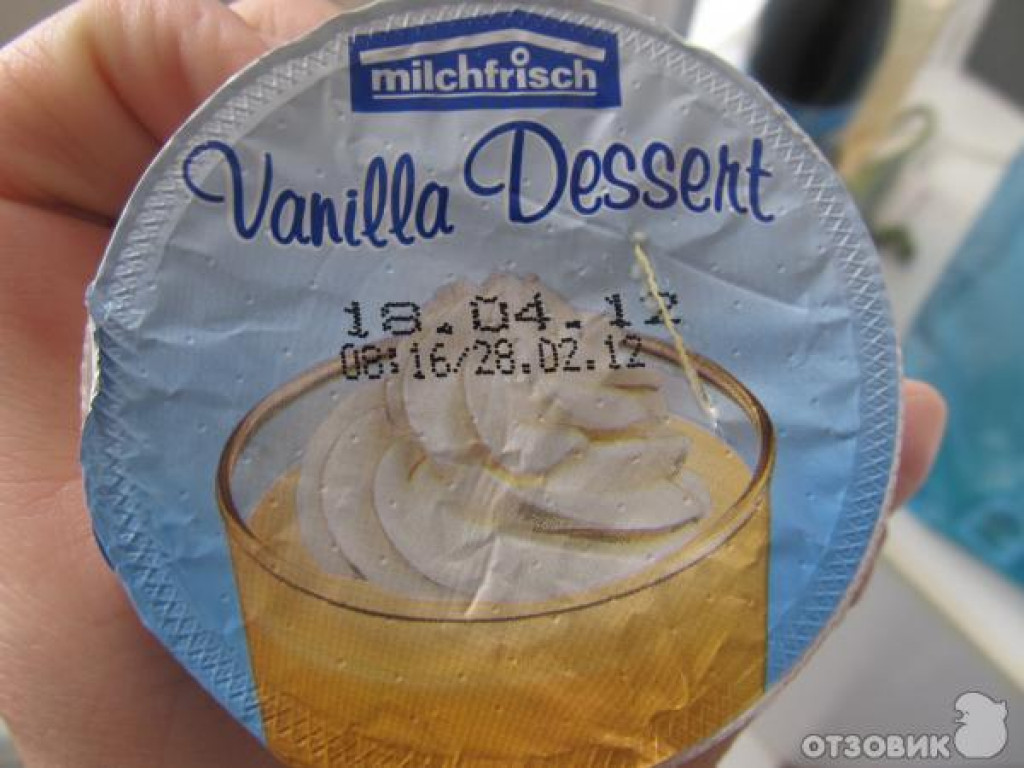 milchfrisch
Vanilla Dessert
18.04.12
08:16/28.02.12
ОТЗОВИК